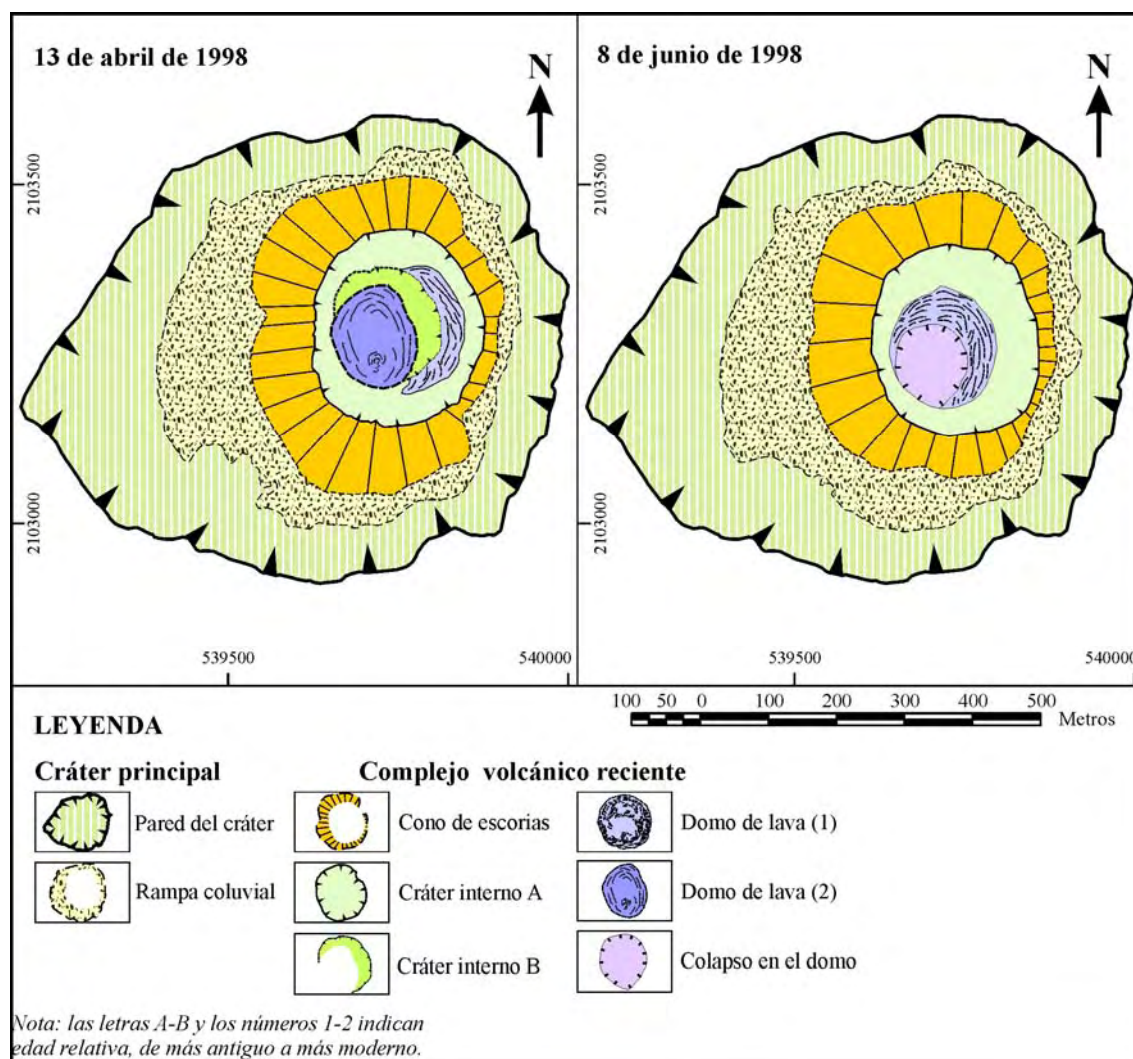 13 de abril de 1998
N
2103500
2103000
539500
540000
8 de junio de 1998
N
2103500
2103000
539500
540000
100 50 0 100 200 300 400 500
Metros
LEYENDA
Cráter principal
Pared del cráter
Rampa coluvial
Complejo volcánico reciente
Cono de escorias
Cráter interno A
Cráter interno B
Domo de lava (1)
Domo de lava (2)
Colapso en el domo
Nota: las letras A-B y los números 1-2 indican
edad relativa, de más antiguo a más moderno.